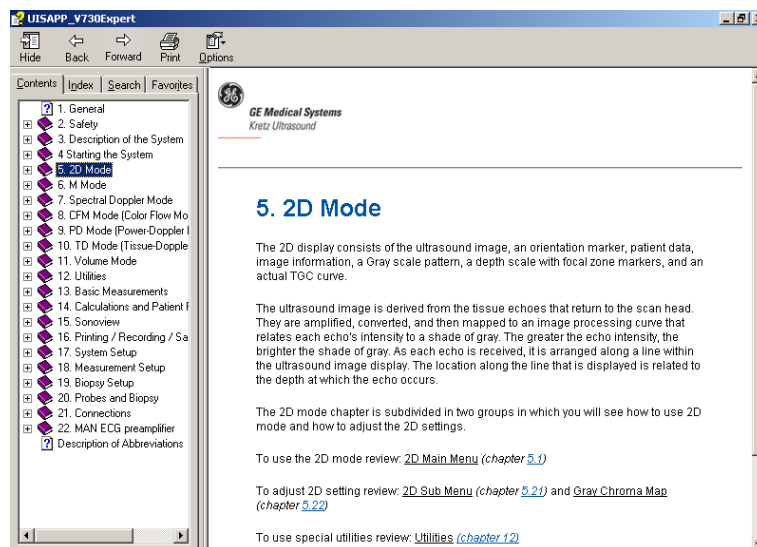 UISAPP_V730Expert
Hide Back Forward Print Options
Contents Index Search Favorites
1. General
2. Safety
3. Description of the System
4 Starting the System
5. 2D Mode
6. M Mode
7. Spectral Doppler Mode
8. CFM Mode (Color Flow Mo
9. PD Mode (Power-Doppler I
10. TD Mode (Tissue-Dopple
11. Volume Mode
12. Utilities
13. Basic Measurements
14. Calculations and Patient F
15. Sonoview
16. Printing / Recording / Sa
17. System Setup
18. Measurement Setup
19. Biopsy Setup
20. Probes and Biopsy
21. Connections
22. MAN ECG preamplifier
Description of Abbreviations
GE Medical Systems
Kretz Ultrasound
5. 2D Mode
The 2D display consists of the ultrasound image, an orientation marker, patient data,
image information, a Gray scale pattern, a depth scale with focal zone markers, and an
actual TGC curve.
The ultrasound image is derived from the tissue echoes that return to the scan head.
They are amplified, converted, and then mapped to an image processing curve that
relates each echo's intensity to a shade of gray. The greater the echo intensity, the
brighter the shade of gray. As each echo is received, it is arranged along a line within
the ultrasound image display. The location along the line that is displayed is related to
the depth at which the echo occurs.
The 2D mode chapter is subdivided in two groups in which you will see how to use 2D
mode and how to adjust the 2D settings.
To use the 2D mode review: 2D Main Menu (chapter 5.1)
To adjust 2D setting review: 2D Sub Menu (chapter 5.21) and Gray Chroma Map
(chapter 5.22)
To use special utilities review: Utilities (chapter 12)